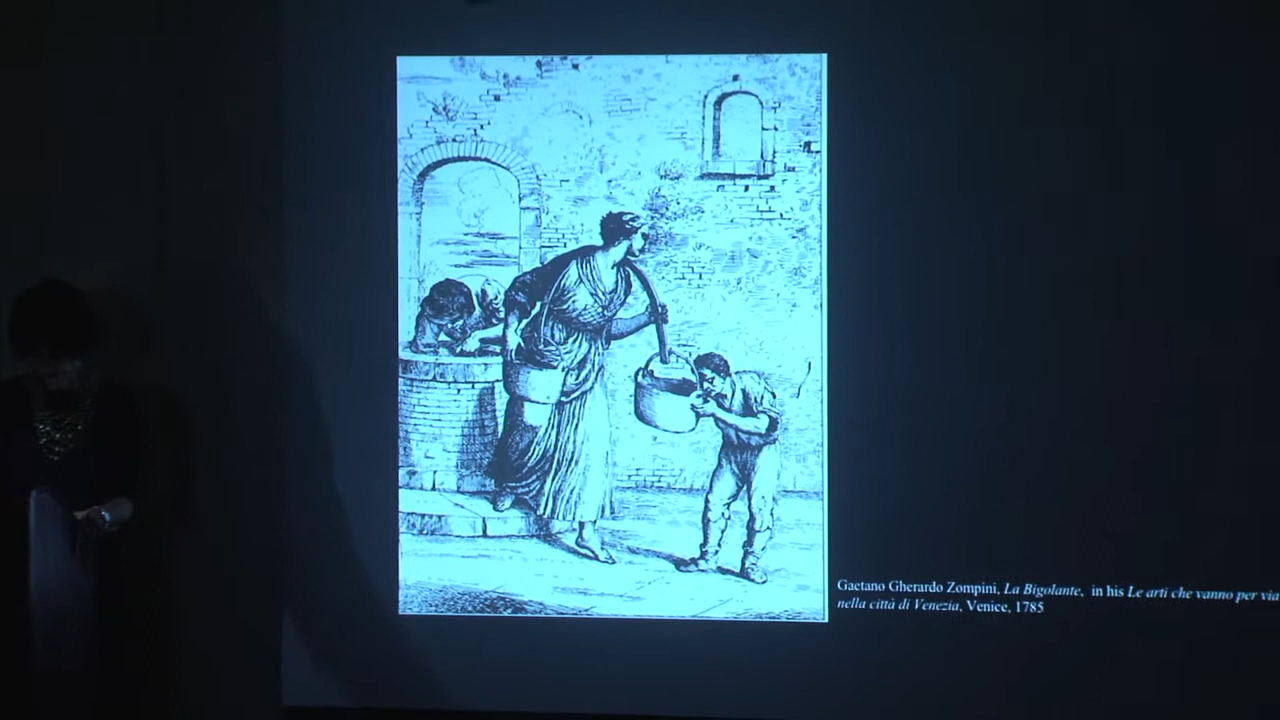 Gaetano Gherardo Zompini, La Bigolante, in his Le arti che vanno per via
nella città di Venezia, Venice, 1785